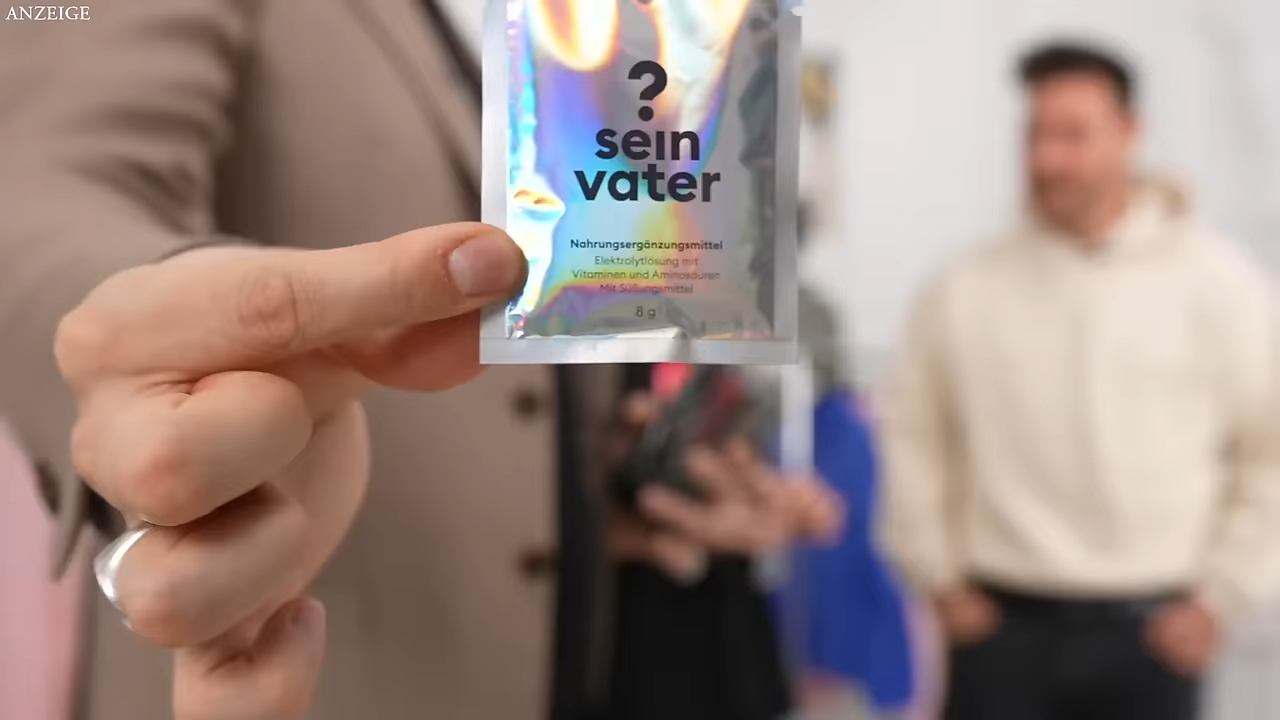 ANZEIGE
?
sein
vater
Nahrungsergänzungsmittel
Elektrolytlösung mit
Vitaminen und Aminosäuren
Mit Süßungsmittel
8 g